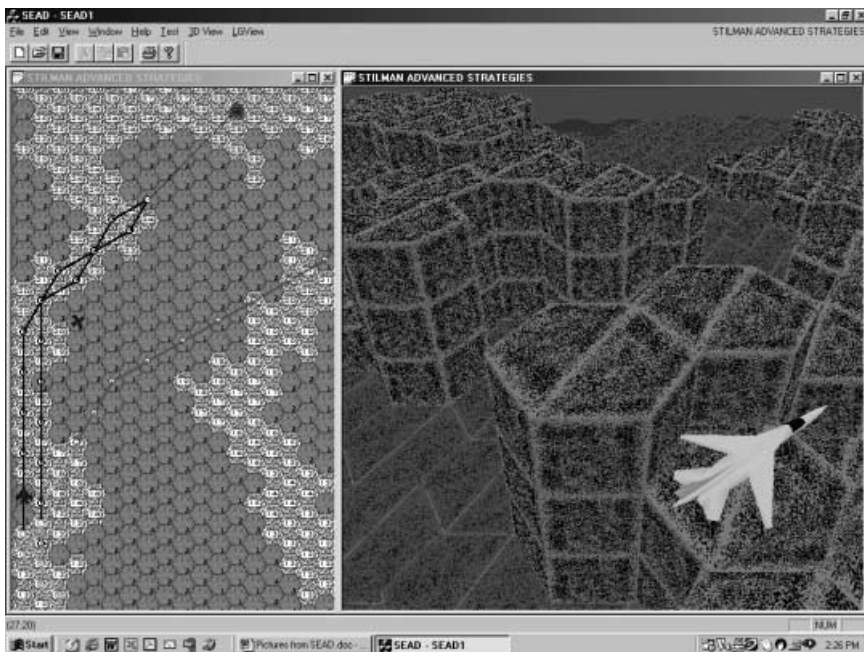 SEAD - SEAD1
File Edit View Window Help Test 3D View LGView
STILMAN ADVANCED STRATEGIES
STILMAN ADVANCED STRATEGIES
STILMAN ADVANCED STRATEGIES
(27:20)
NUM
Start
Pictures from SEAD.doc - ...
SEAD - SEAD1
2:26 PM